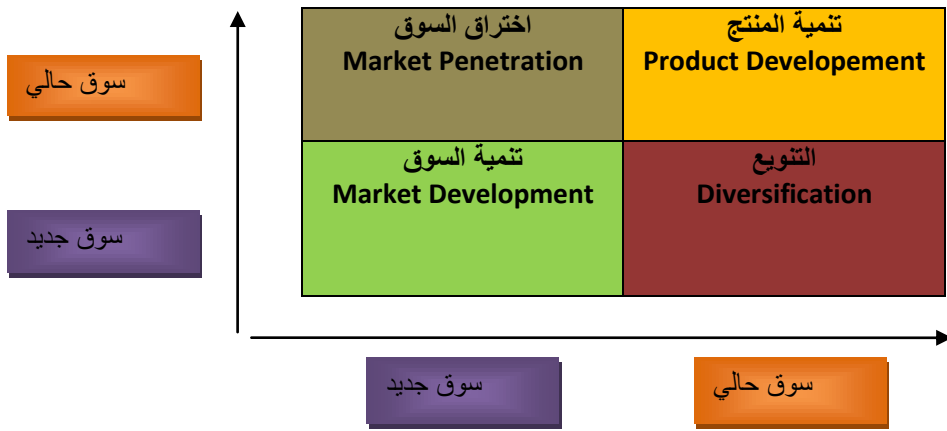 سوق حالي
اختراق السوق
Market Penetration
تنمية المنتج
Product Developement
سوق جديد
تنمية السوق
Market Development
التنويع
Diversification
سوق جديد
سوق حالي